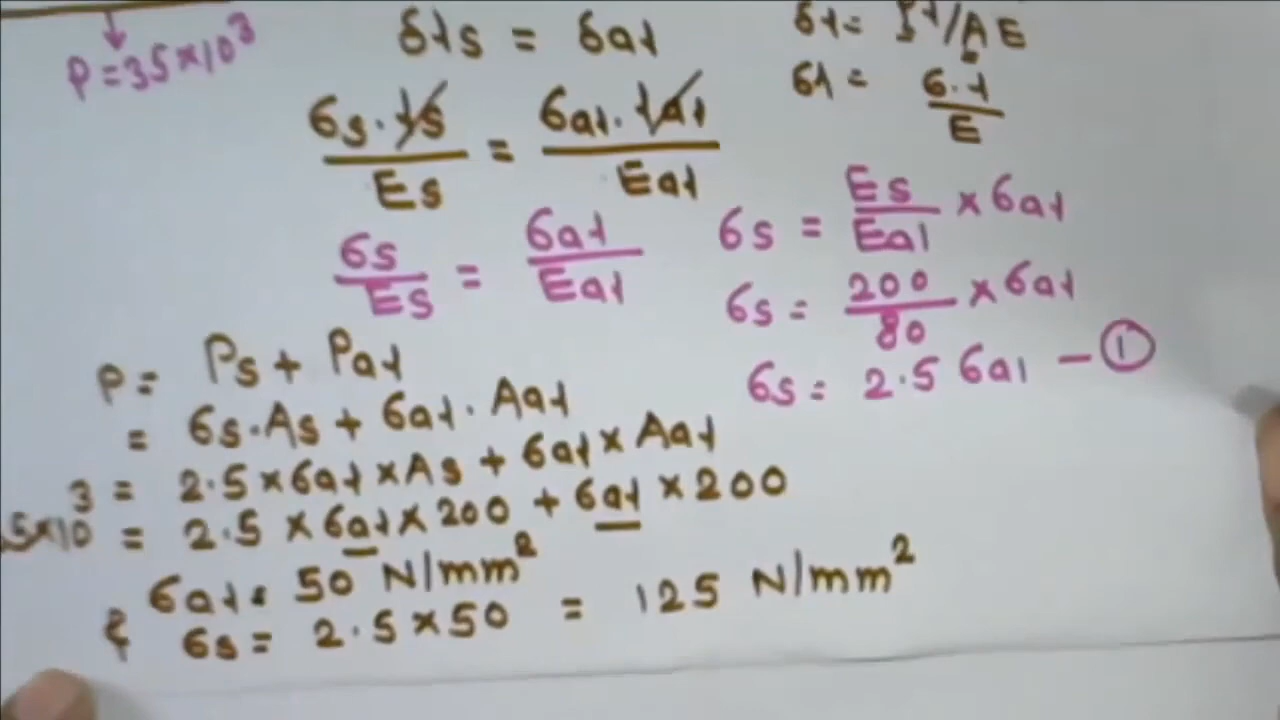 P = 35×10³
δls = δal
δl = Pl/AE
σl = σ.l/E
σs.ls/Es = σal.lal/Eal
σs/Es = σal/Eal
σs = Es/Eal × σal
σs = 200/80 × σal
σs = 2.5 σal - ①
P = Ps + Pal
= σs.As + σal.Aal
= 2.5×σal×As + σal×Aal
5×10³ = 2.5 × σal × 200 + σal × 200
σal = 50 N/mm²
& σs = 2.5×50 = 125 N/mm²